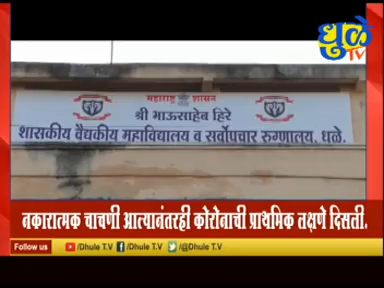 धुळे
TV
महाराष्ट्र शासन
श्री भाऊसाहेब हिरे
शासकीय वैद्यकीय महाविद्यालय व सर्वोपचार रुग्णालय, धुळे.
नकारात्मक चाचणी आल्यानंतरही कोरोनाची प्राथमिक लक्षणे दिसती.
Follow us /Dhule T.V /Dhule T.V /@Dhule T.V